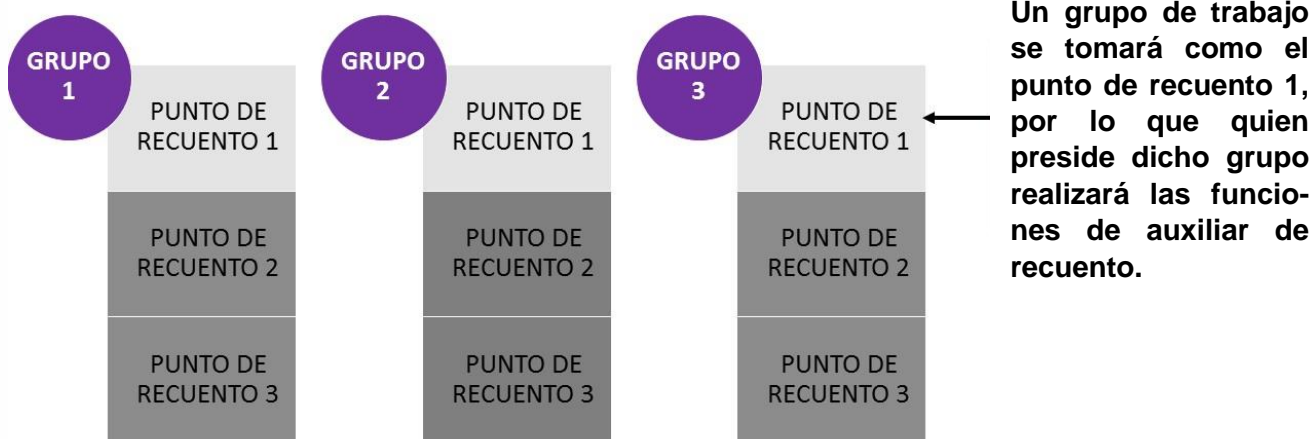 GRUPO
1
PUNTO DE
RECUENTO 1
PUNTO DE
RECUENTO 2
PUNTO DE
RECUENTO 3
GRUPO
2
PUNTO DE
RECUENTO 1
PUNTO DE
RECUENTO 2
PUNTO DE
RECUENTO 3
GRUPO
3
PUNTO DE
RECUENTO 1
PUNTO DE
RECUENTO 2
PUNTO DE
RECUENTO 3
Un grupo de trabajo
se tomará como el
punto de recuento 1,
por lo que quien
preside dicho grupo
realizará las funcio-
nes de auxiliar de
recuento.